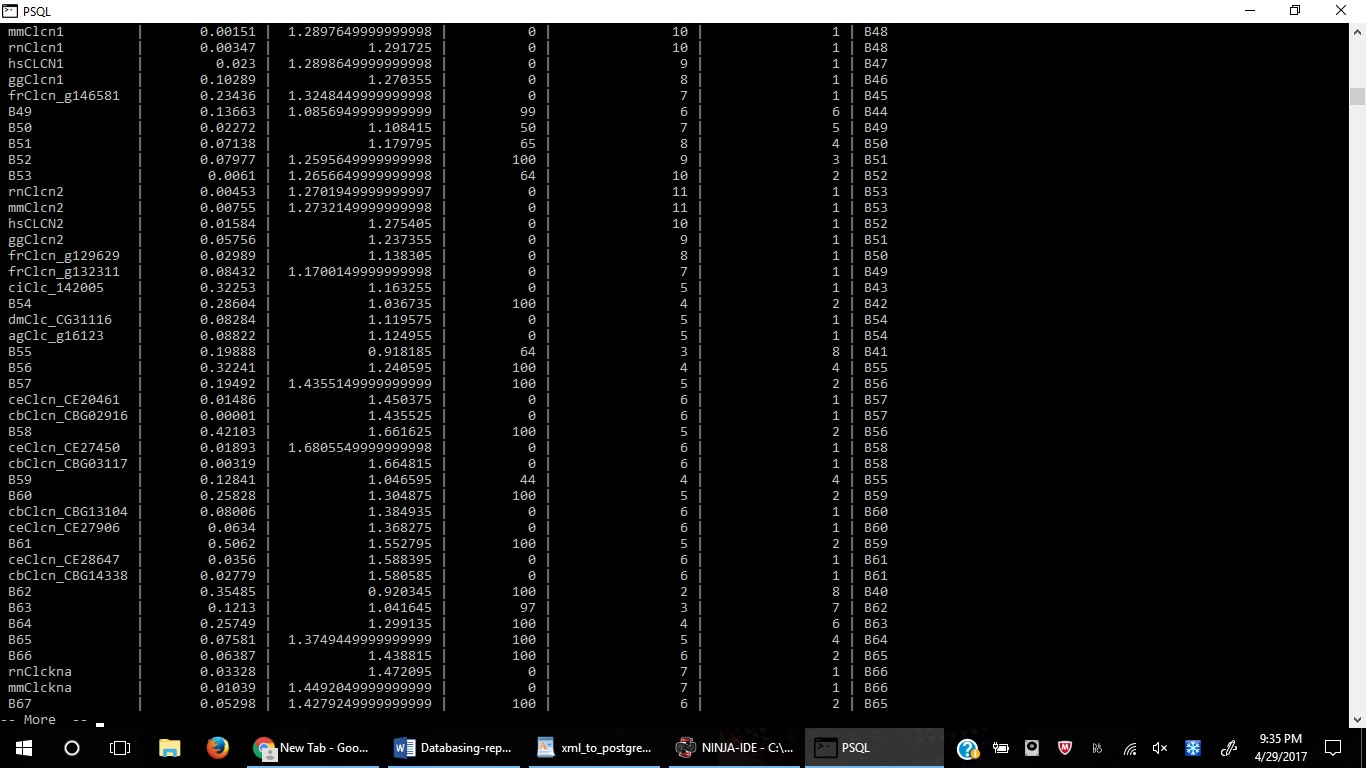 PSQL
mmClcn1 | 0.00151 | 1.2897649999999998 | 0 | 10 | 1 | B48
rnClcn1 | 0.00347 | 1.291725 | 0 | 10 | 1 | B48
hsCLCN1 | 0.023 | 1.2898649999999998 | 0 | 9 | 1 | B47
ggClcn1 | 0.10289 | 1.270355 | 0 | 8 | 1 | B46
frClcn_g146581 | 0.23436 | 1.3248449999999998 | 0 | 7 | 1 | B45
B49 | 0.13663 | 1.0856949999999999 | 99 | 6 | 6 | B44
B50 | 0.02272 | 1.108415 | 50 | 7 | 5 | B49
B51 | 0.07138 | 1.179795 | 65 | 8 | 4 | B50
B52 | 0.07977 | 1.2595649999999998 | 100 | 9 | 3 | B51
B53 | 0.0061 | 1.2656649999999998 | 64 | 10 | 2 | B52
rnClcn2 | 0.00453 | 1.2701949999999997 | 0 | 11 | 1 | B53
mmClcn2 | 0.00755 | 1.2732149999999998 | 0 | 11 | 1 | B53
hsCLCN2 | 0.01584 | 1.275405 | 0 | 10 | 1 | B52
ggClcn2 | 0.05756 | 1.237355 | 0 | 9 | 1 | B51
frClcn_g129629 | 0.02989 | 1.138305 | 0 | 8 | 1 | B50
frClcn_g132311 | 0.08432 | 1.1700149999999998 | 0 | 7 | 1 | B49
ciClc_142005 | 0.32253 | 1.163255 | 0 | 5 | 1 | B43
B54 | 0.28604 | 1.036735 | 100 | 4 | 2 | B42
dmClc_CG31116 | 0.08284 | 1.119575 | 0 | 5 | 1 | B54
agClc_g16123 | 0.08822 | 1.124955 | 0 | 5 | 1 | B54
B55 | 0.19888 | 0.918185 | 64 | 3 | 8 | B41
B56 | 0.32241 | 1.240595 | 100 | 4 | 4 | B55
B57 | 0.19492 | 1.4355149999999999 | 100 | 5 | 2 | B56
ceClcn_CE20461 | 0.01486 | 1.450375 | 0 | 6 | 1 | B57
cbClcn_CBG02916 | 0.00001 | 1.435525 | 0 | 6 | 1 | B57
B58 | 0.42103 | 1.661625 | 100 | 5 | 2 | B56
ceClcn_CE27450 | 0.01893 | 1.6805549999999998 | 0 | 6 | 1 | B58
cbClcn_CBG03117 | 0.00319 | 1.664815 | 0 | 6 | 1 | B58
B59 | 0.12841 | 1.046595 | 44 | 4 | 4 | B55
B60 | 0.25828 | 1.304875 | 100 | 5 | 2 | B59
cbClcn_CBG13104 | 0.08006 | 1.384935 | 0 | 6 | 1 | B60
ceClcn_CE27906 | 0.0634 | 1.368275 | 0 | 6 | 1 | B60
B61 | 0.5062 | 1.552795 | 100 | 5 | 2 | B59
ceClcn_CE28647 | 0.0356 | 1.588395 | 0 | 6 | 1 | B61
cbClcn_CBG14338 | 0.02779 | 1.580585 | 0 | 6 | 1 | B61
B62 | 0.35485 | 0.920345 | 100 | 2 | 8 | B40
B63 | 0.1213 | 1.041645 | 97 | 3 | 7 | B62
B64 | 0.25749 | 1.299135 | 100 | 4 | 6 | B63
B65 | 0.07581 | 1.3749449999999999 | 100 | 5 | 4 | B64
B66 | 0.06387 | 1.438815 | 100 | 6 | 2 | B65
rnClckna | 0.03328 | 1.472095 | 0 | 7 | 1 | B66
mmClckna | 0.01039 | 1.4492049999999999 | 0 | 7 | 1 | B66
B67 | 0.05298 | 1.4279249999999999 | 100 | 6 | 2 | B65
-- More --
New Tab - Goo... Databasing-rep... xml_to_postgre... NINJA-IDE - C:\... PSQL 9:35 PM
4/29/2017